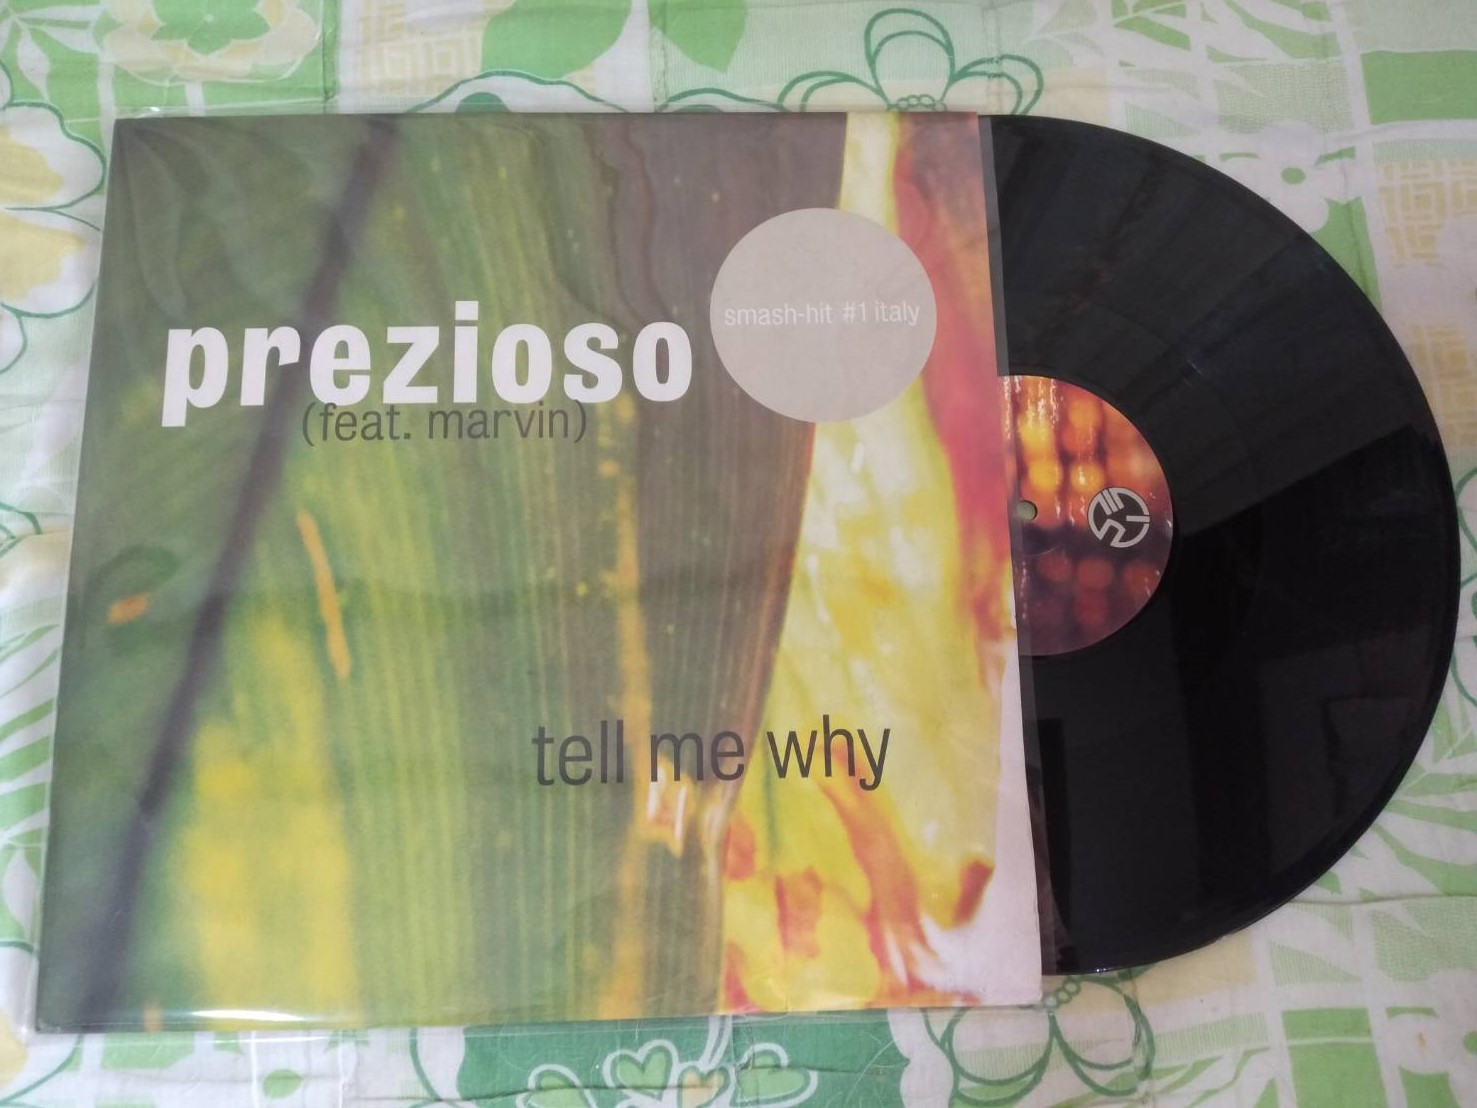 prezioso
(feat. marvin)
smash-hit #1 italy
tell me why